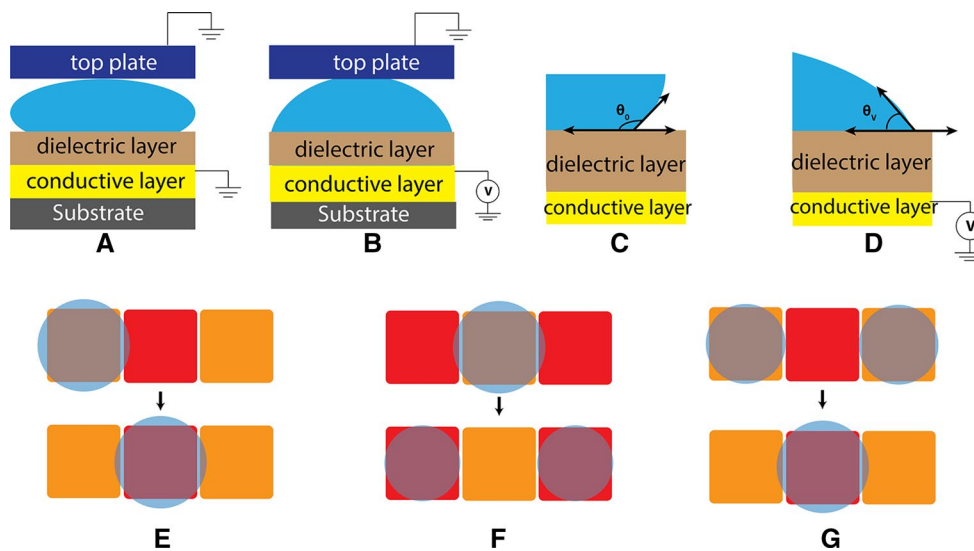 top plate
dielectric layer
conductive layer
Substrate
A
top plate
dielectric layer
conductive layer
Substrate
V
B
θ₀
dielectric layer
conductive layer
C
θᵥ
dielectric layer
conductive layer
V
D
E
F
G